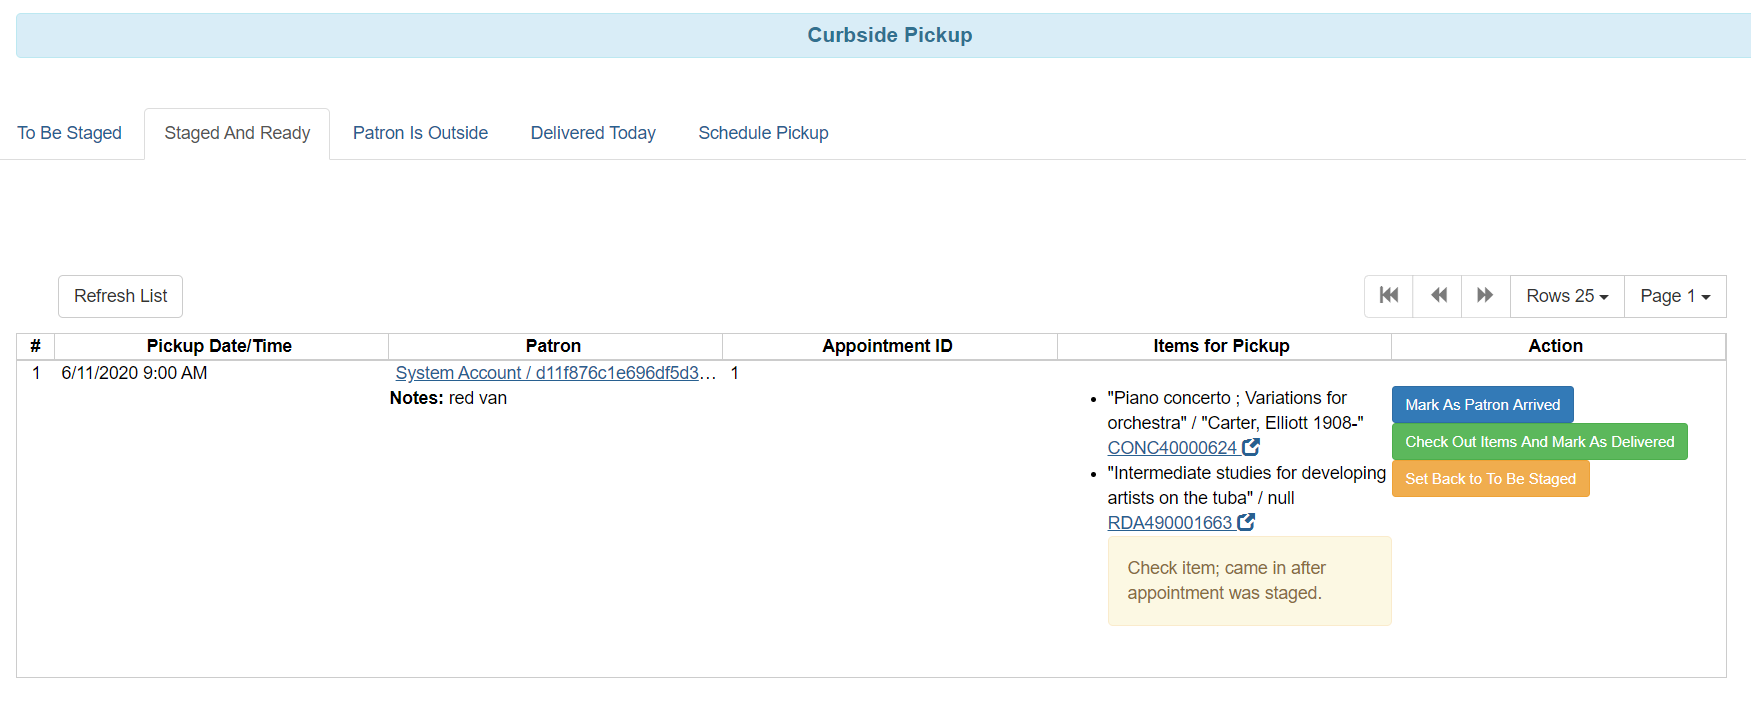 Curbside Pickup
To Be Staged
Staged And Ready
Patron Is Outside
Delivered Today
Schedule Pickup
Refresh List
Rows 25
Page 1
# Pickup Date/Time Patron Appointment ID Items for Pickup Action
1 6/11/2020 9:00 AM System Account / d11f876c1e696df5d3... 1
Notes: red van
"Piano concerto ; Variations for
orchestra" / "Carter, Elliott 1908-"
CONC40000624
"Intermediate studies for developing
artists on the tuba" / null
RDA490001663
Check item; came in after
appointment was staged.
Mark As Patron Arrived
Check Out Items And Mark As Delivered
Set Back to To Be Staged